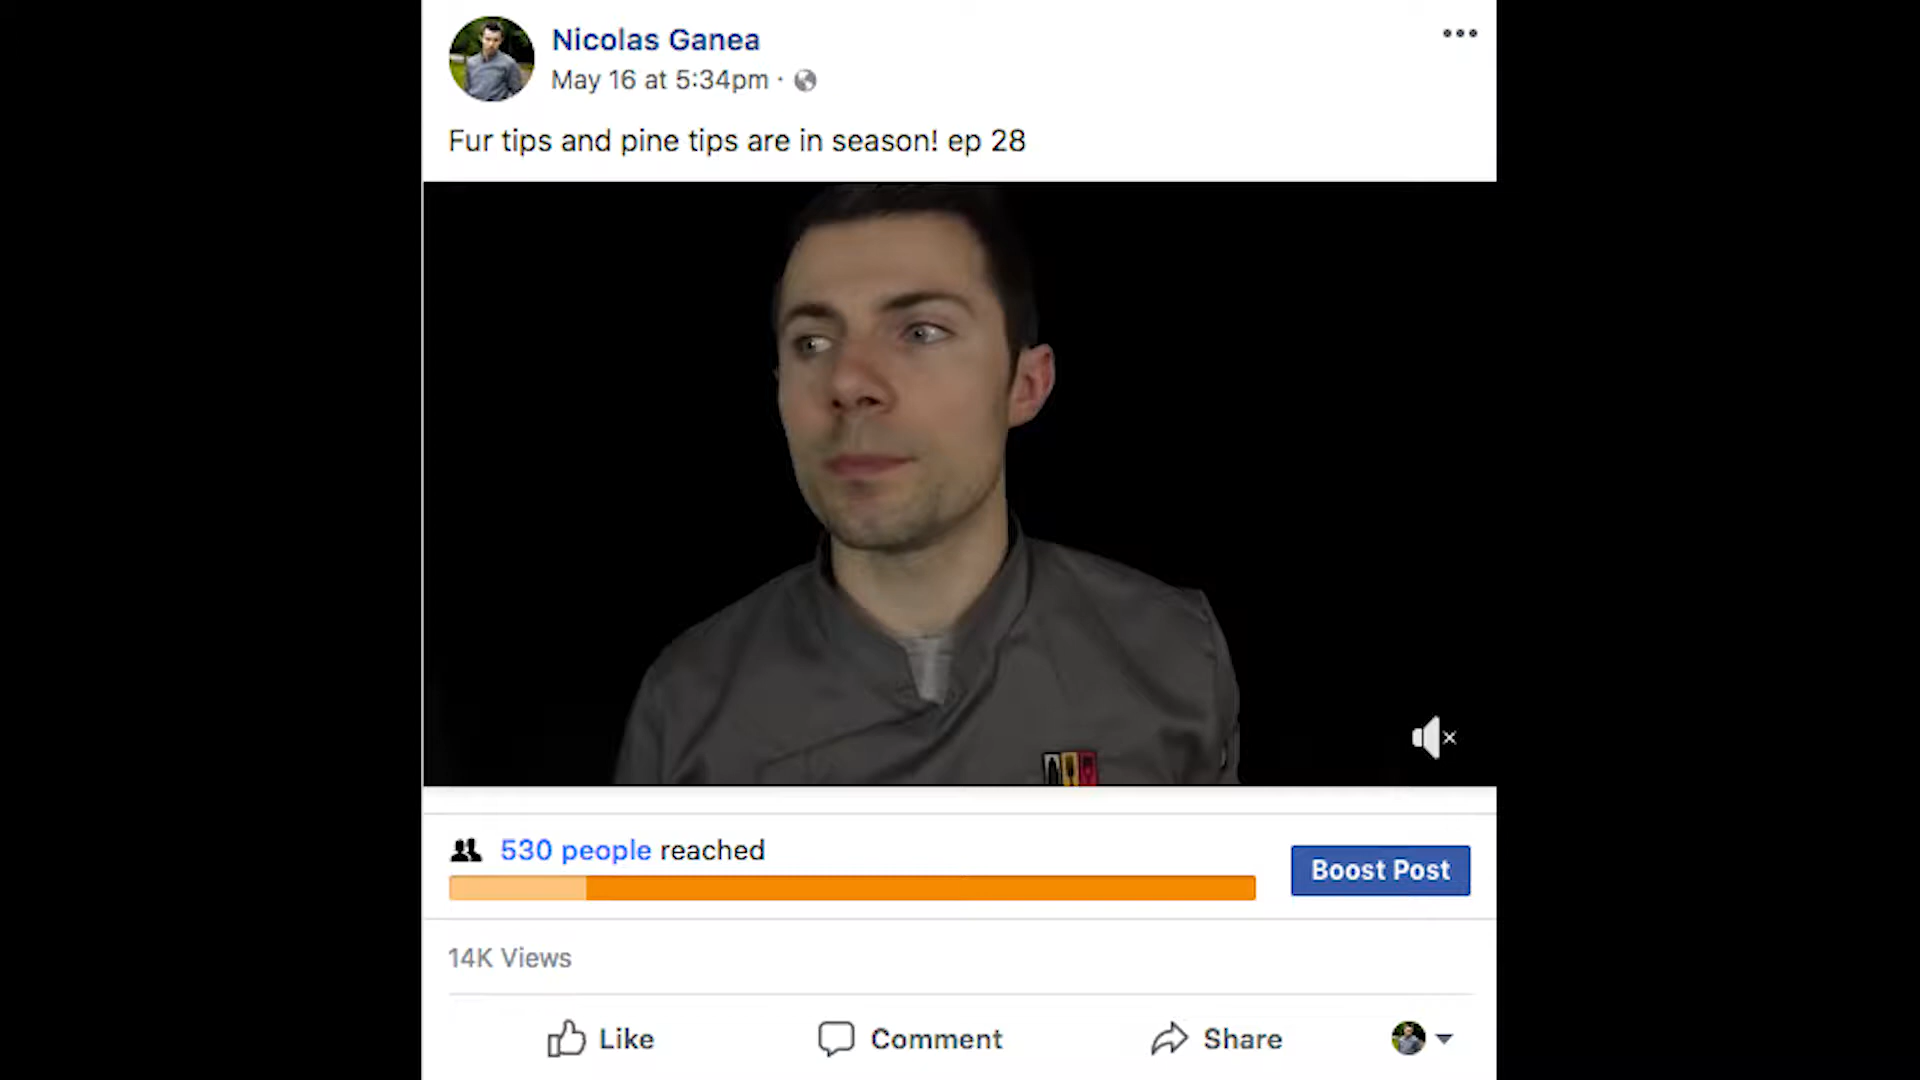 Nicolas Ganea
May 16 at 5:34pm ·
Fur tips and pine tips are in season! ep 28
530 people reached
Boost Post
14K Views
Like
Comment
Share